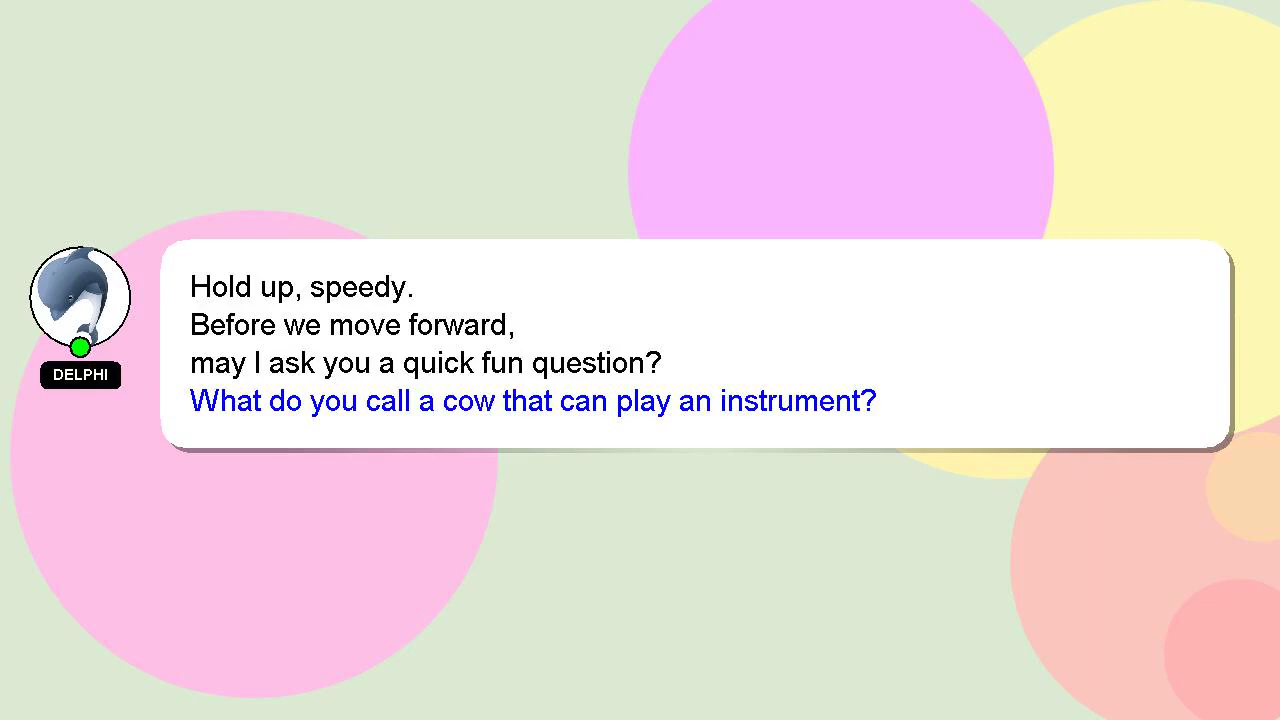 Hold up, speedy.
Before we move forward,
may I ask you a quick fun question?
What do you call a cow that can play an instrument?
DELPHI